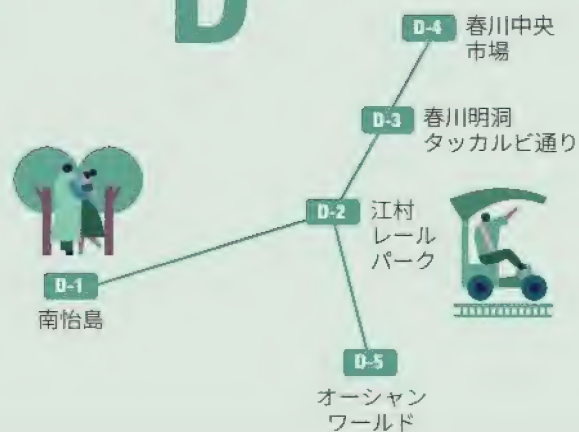 D
D-4
春川中央
市場
D-3
春川明洞
タッカルビ通り
D-2
江村
レール
パーク
D-1
南怡島
D-5
オーシャン
ワールド